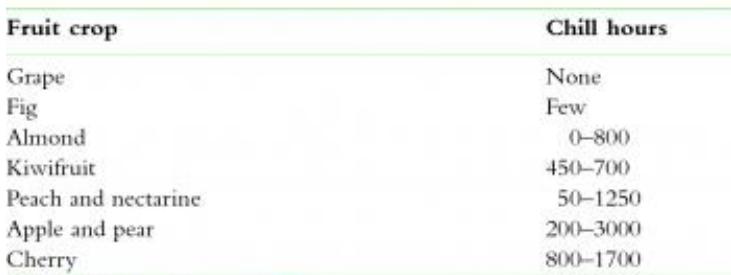 Fruit crop Chill hours
Grape None
Fig Few
Almond 0–800
Kiwifruit 450–700
Peach and nectarine 50–1250
Apple and pear 200–3000
Cherry 800–1700